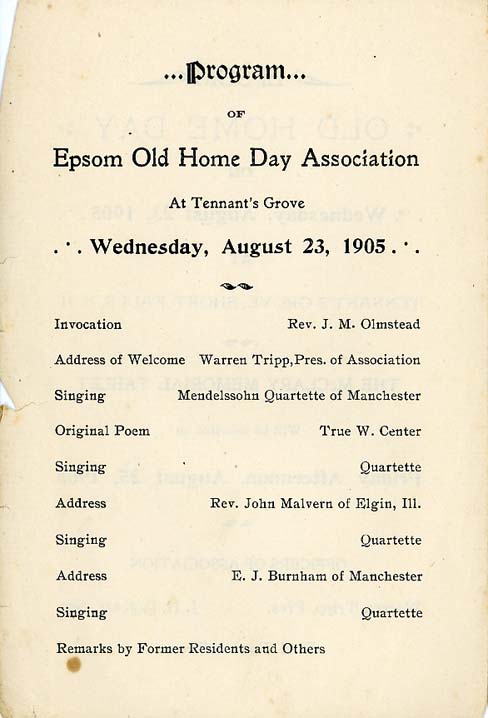 ...Program...
OF
Epsom Old Home Day Association
At Tennant's Grove
. · . Wednesday, August 23, 1905 . · .
Invocation Rev. J. M. Olmstead
Address of Welcome Warren Tripp,Pres. of Association
Singing Mendelssohn Quartette of Manchester
Original Poem True W. Center
Singing Quartette
Address Rev. John Malvern of Elgin, Ill.
Singing Quartette
Address E. J. Burnham of Manchester
Singing Quartette
Remarks by Former Residents and Others